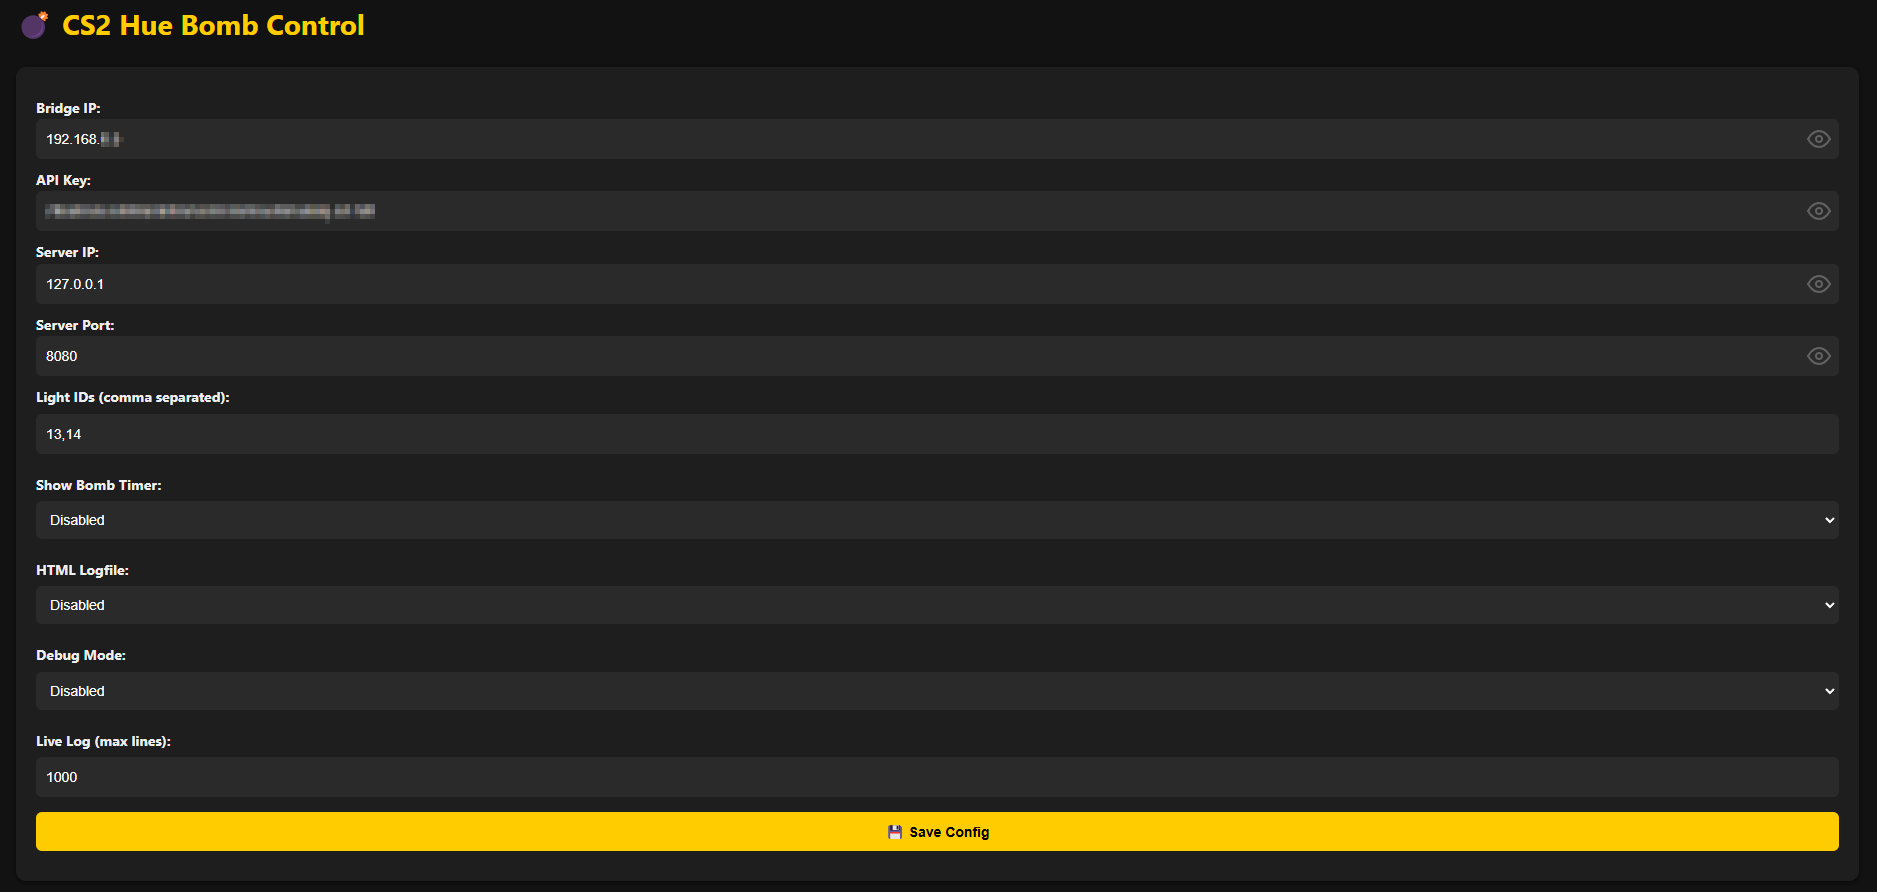 CS2 Hue Bomb Control
Bridge IP:
192.168.
API Key:
Server IP:
127.0.0.1
Server Port:
8080
Light IDs (comma separated):
13,14
Show Bomb Timer:
Disabled
HTML Logfile:
Disabled
Debug Mode:
Disabled
Live Log (max lines):
1000
Save Config